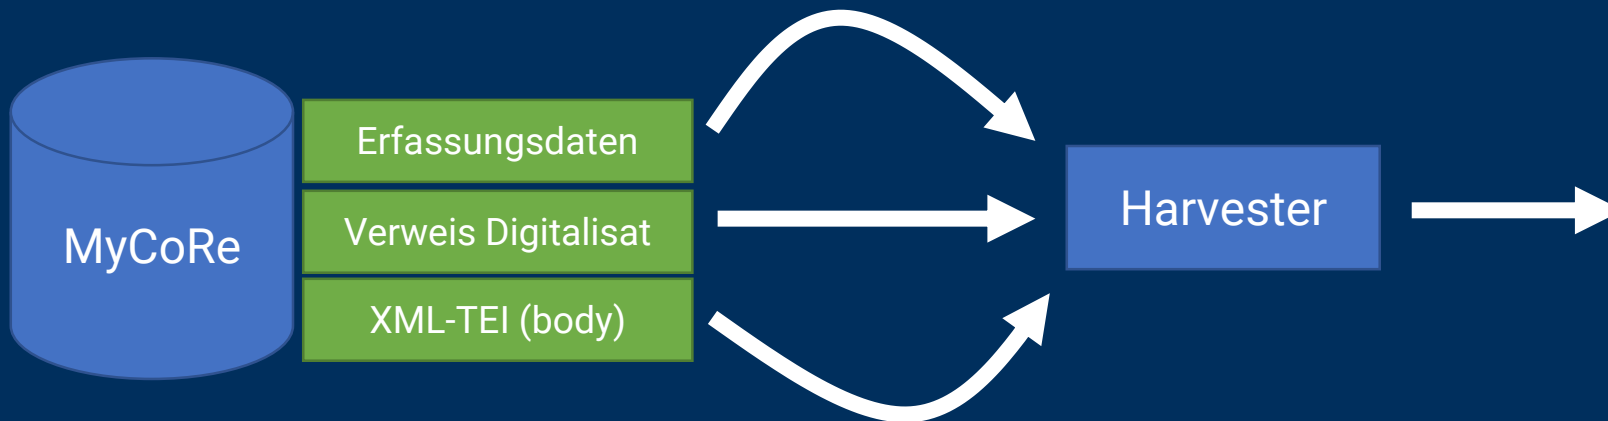 MyCoRe
Erfassungsdaten
Verweis Digitalisat
XML-TEI (body)
Harvester